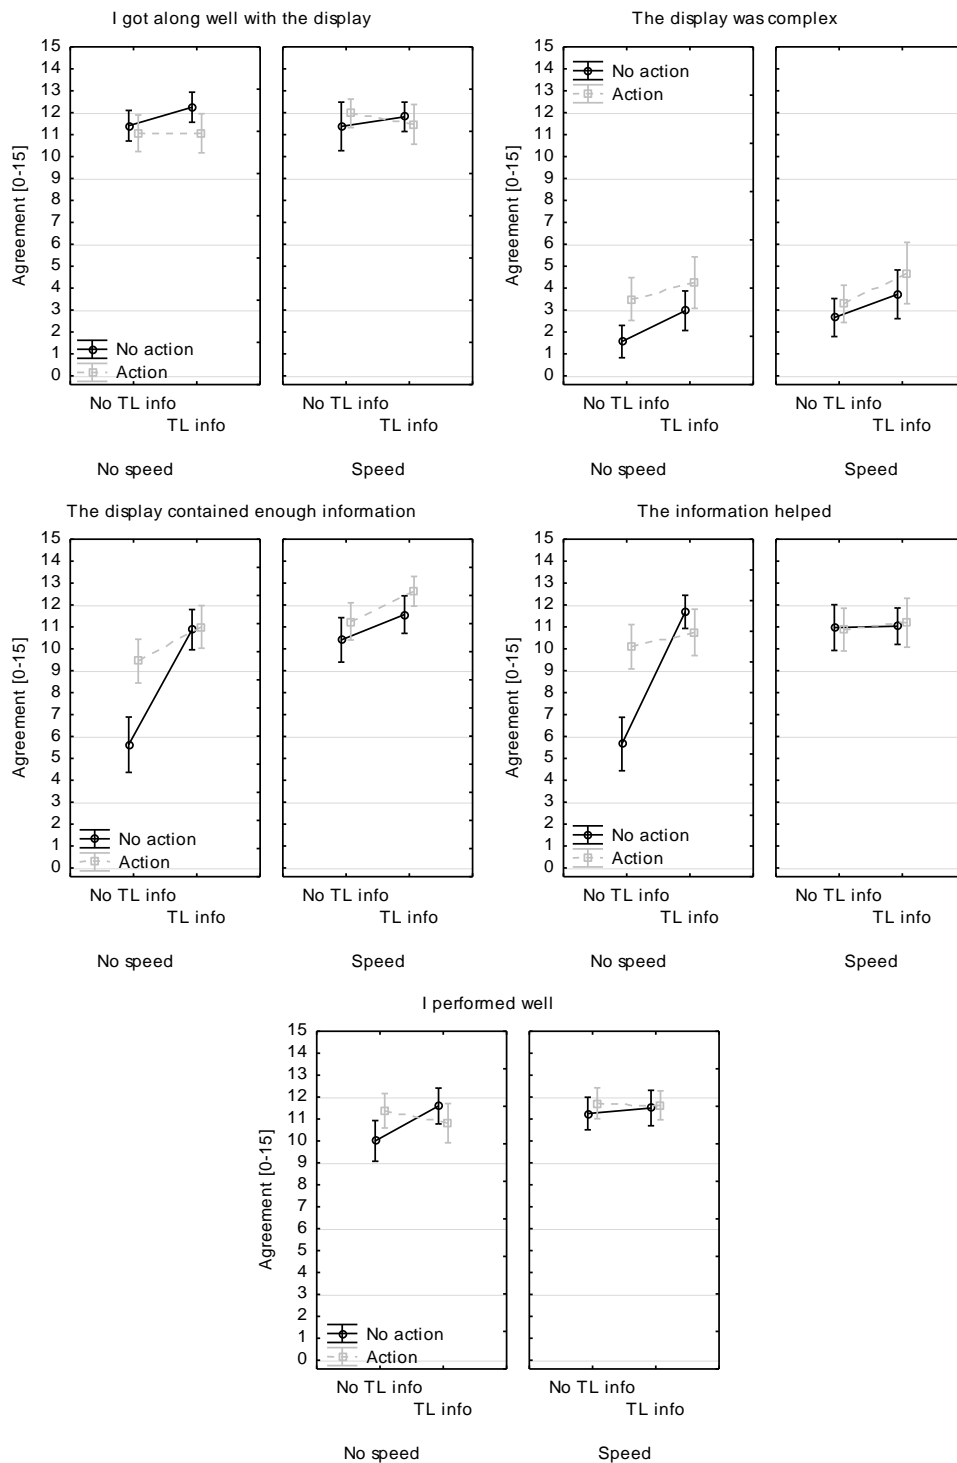 I got along well with the display
Agreement [0-15]
15
14
13
12
11
10
9
8
7
6
5
4
3
2
1
0
No action
Action
No TL info
TL info
No TL info
TL info
No speed
Speed
The display was complex
Agreement [0-15]
15
14
13
12
11
10
9
8
7
6
5
4
3
2
1
0
No action
Action
No TL info
TL info
No TL info
TL info
No speed
Speed
The display contained enough information
Agreement [0-15]
15
14
13
12
11
10
9
8
7
6
5
4
3
2
1
0
No action
Action
No TL info
TL info
No TL info
TL info
No speed
Speed
The information helped
Agreement [0-15]
15
14
13
12
11
10
9
8
7
6
5
4
3
2
1
0
No action
Action
No TL info
TL info
No TL info
TL info
No speed
Speed
I performed well
Agreement [0-15]
15
14
13
12
11
10
9
8
7
6
5
4
3
2
1
0
No action
Action
No TL info
TL info
No TL info
TL info
No speed
Speed